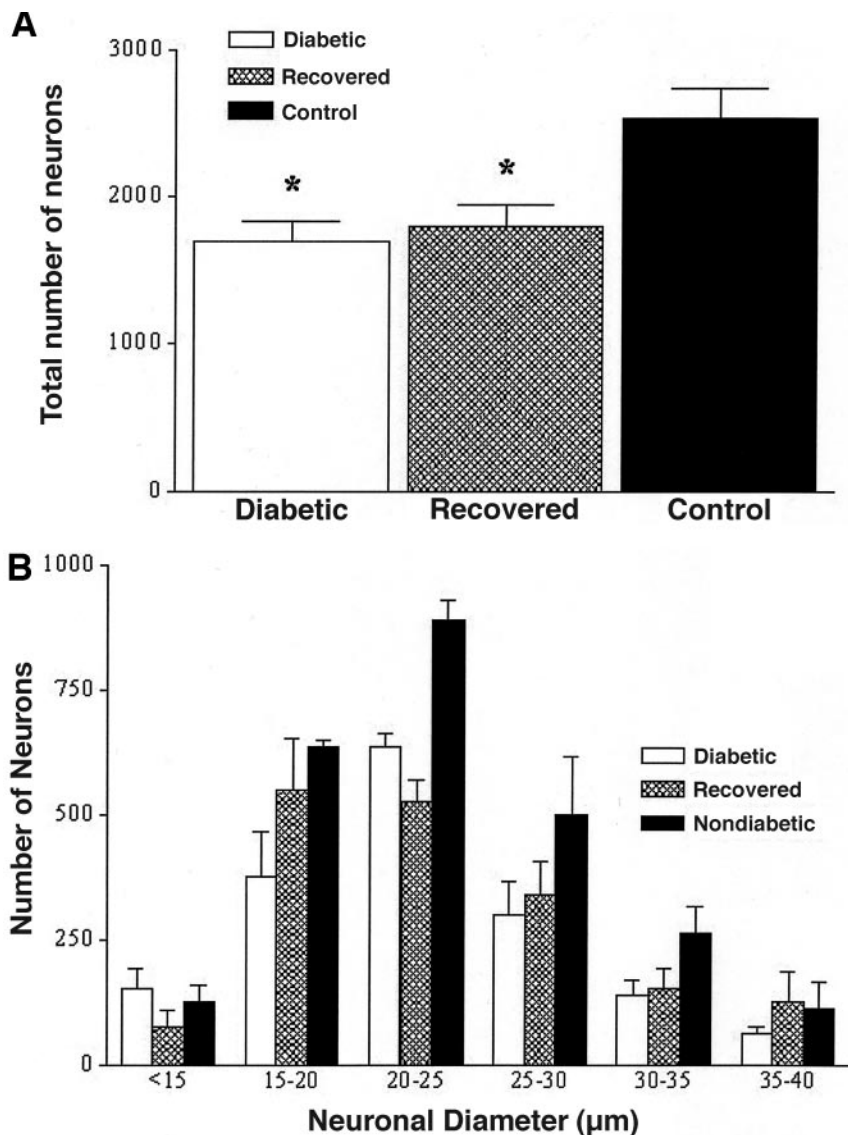 A
Total number of neurons
3000
2000
1000
0
Diabetic
Recovered
Control
*
*
Diabetic
Recovered
Control
B
Number of Neurons
1000
750
500
250
0
Diabetic
Recovered
Nondiabetic
<15
15-20
20-25
25-30
30-35
35-40
Neuronal Diameter (µm)